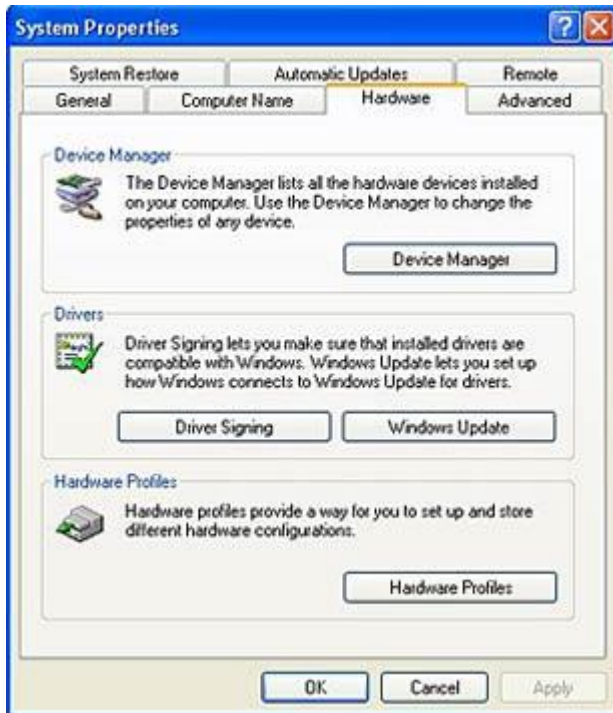 System Properties
System Restore Automatic Updates Remote
General Computer Name Hardware Advanced
Device Manager
The Device Manager lists all the hardware devices installed
on your computer. Use the Device Manager to change the
properties of any device.
Device Manager
Drivers
Driver Signing lets you make sure that installed drivers are
compatible with Windows. Windows Update lets you set up
how Windows connects to Windows Update for drivers.
Driver Signing Windows Update
Hardware Profiles
Hardware profiles provide a way for you to set up and store
different hardware configurations.
Hardware Profiles
OK Cancel Apply